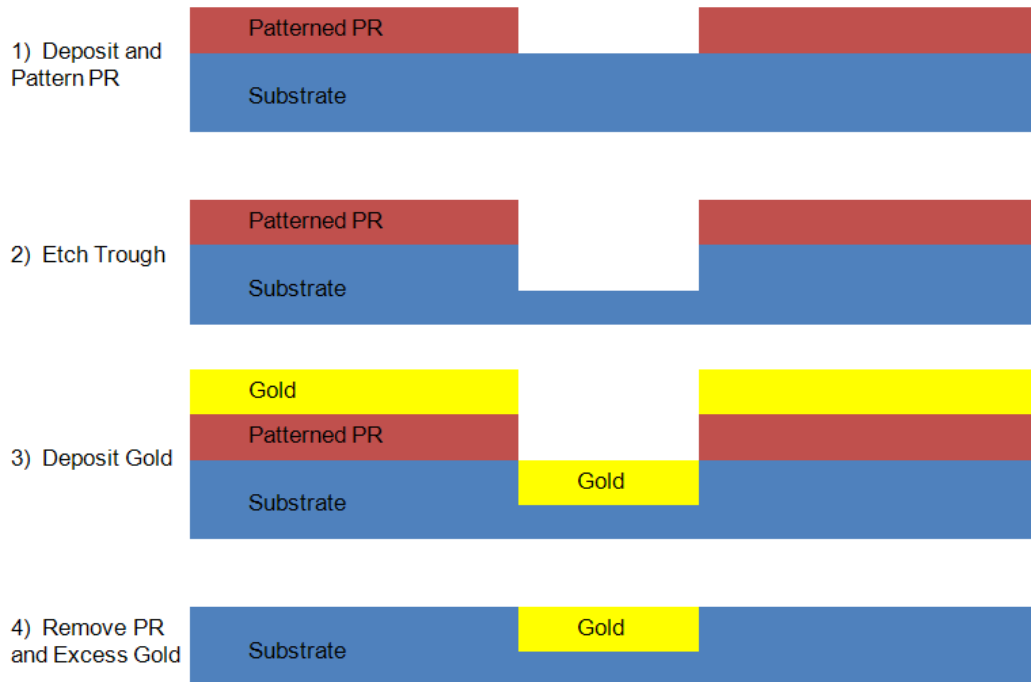 1) Deposit and
Pattern PR
Patterned PR
Substrate
2) Etch Trough
Patterned PR
Substrate
3) Deposit Gold
Gold
Patterned PR
Gold
Substrate
4) Remove PR
and Excess Gold
Gold
Substrate